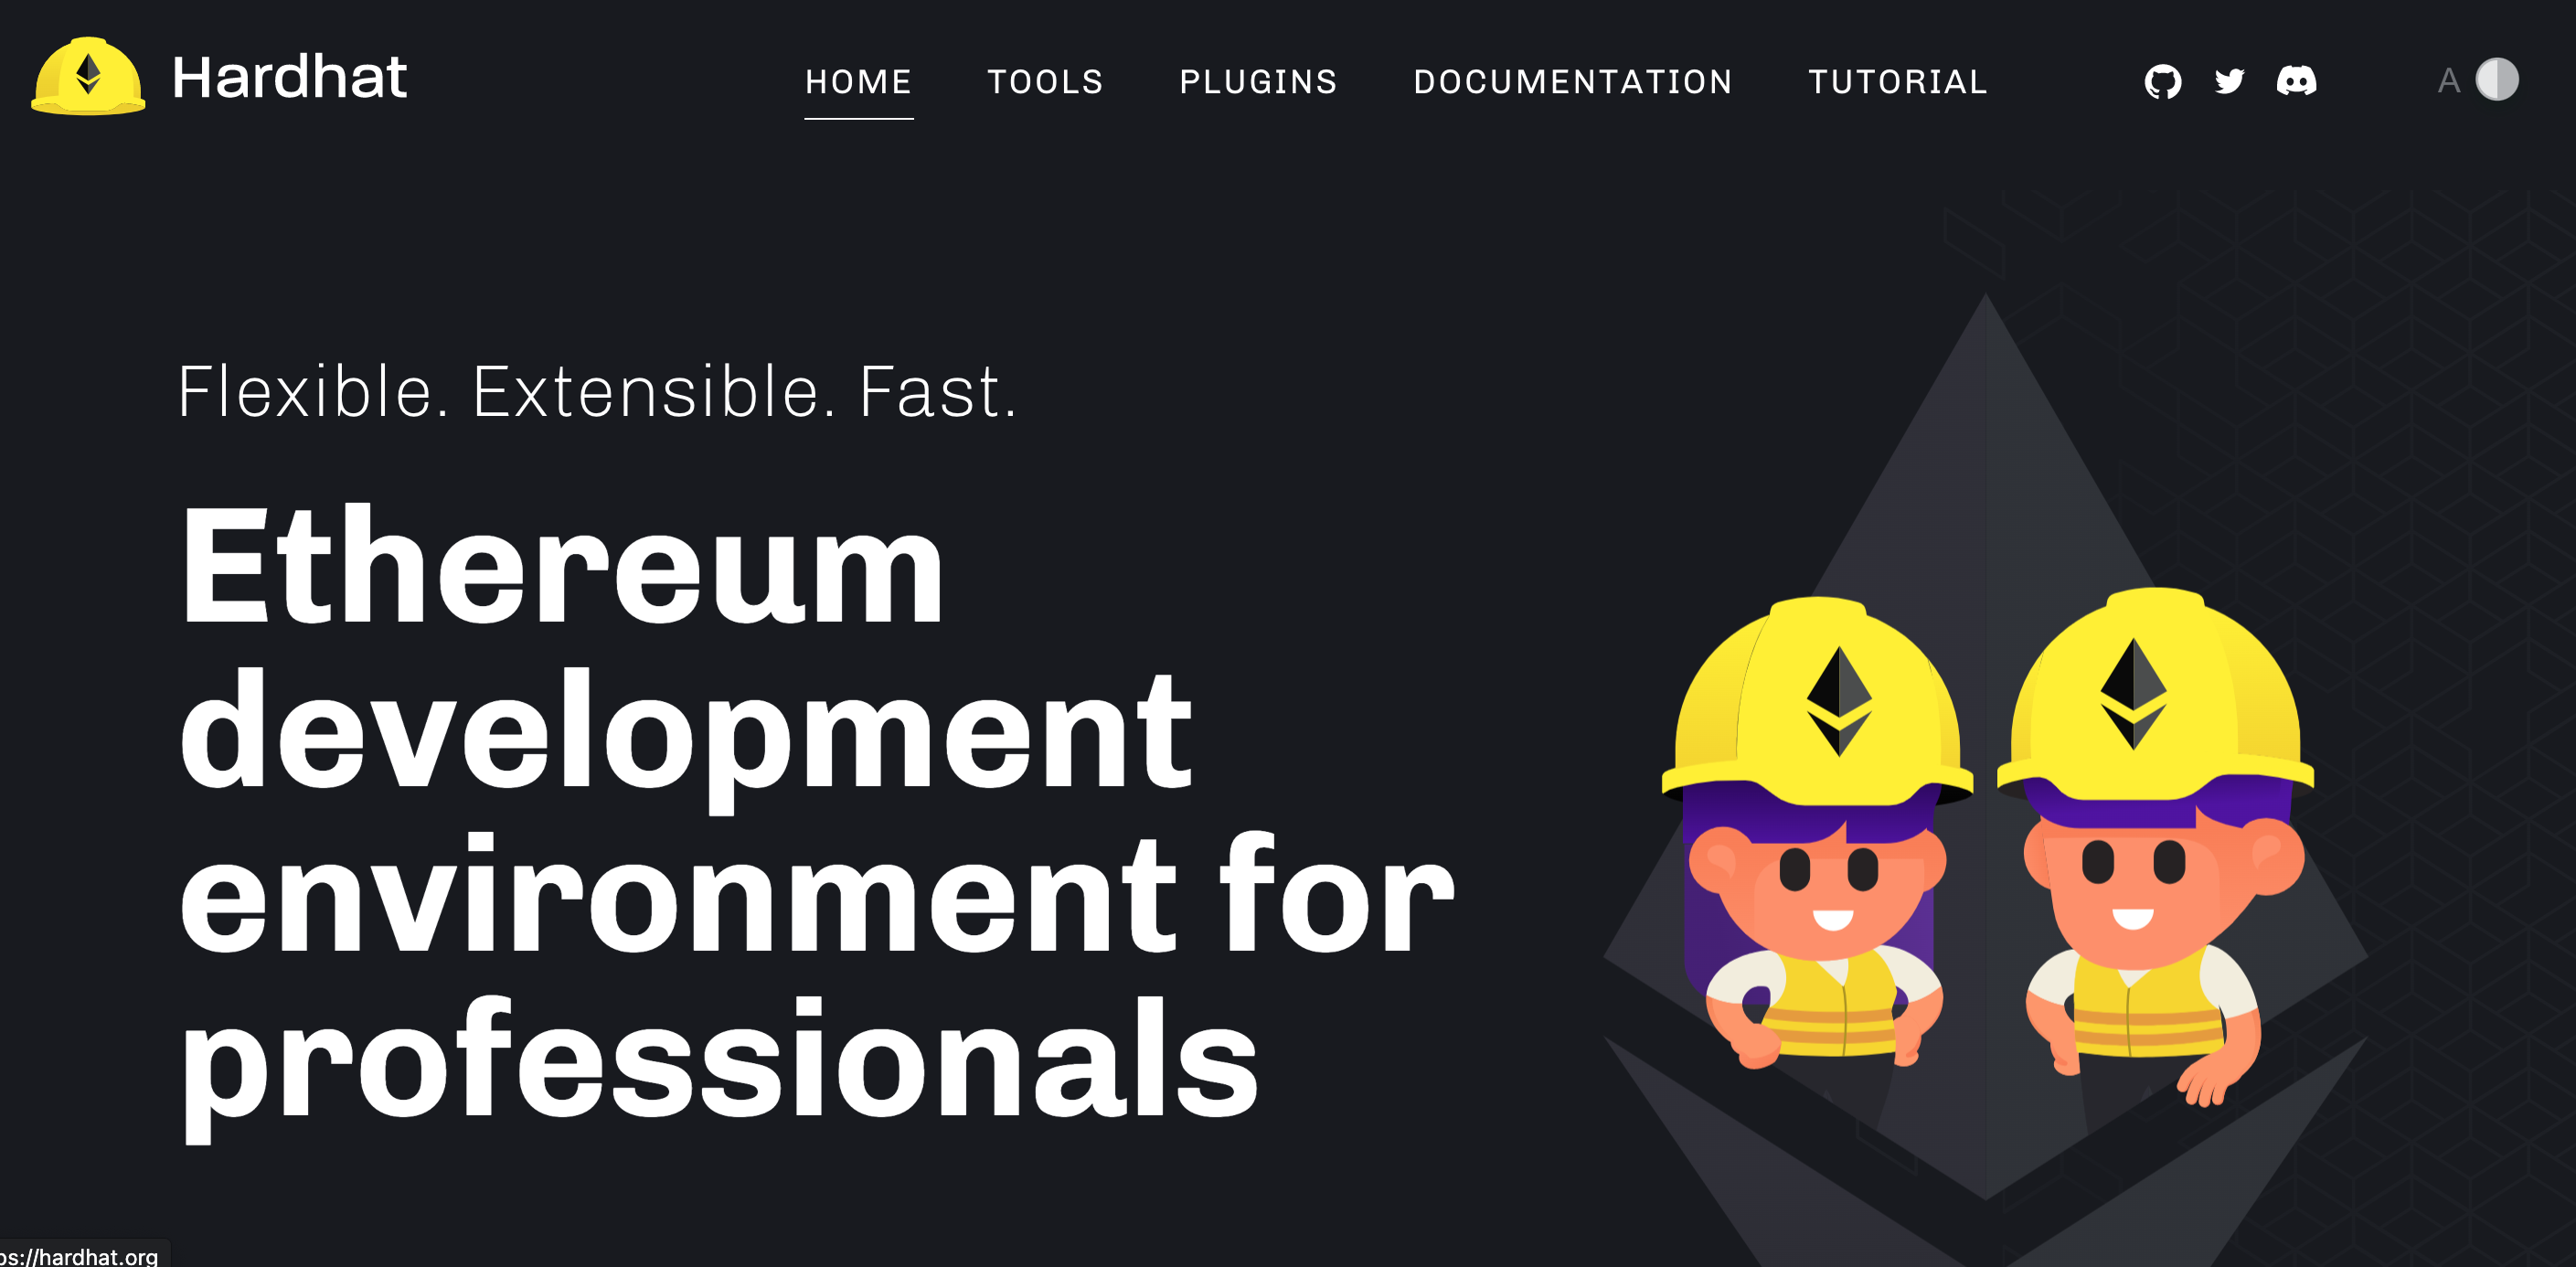 Hardhat
HOME TOOLS PLUGINS DOCUMENTATION TUTORIAL
A
Flexible. Extensible. Fast.
Ethereum
development
environment for
professionals
ps://hardhat.org